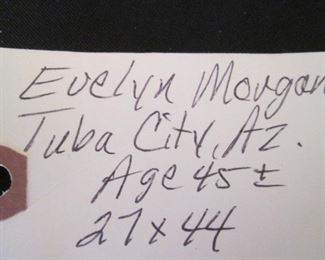 Evelyn Morgan
Tuba City, Az.
Age 45 ±
27 x 44